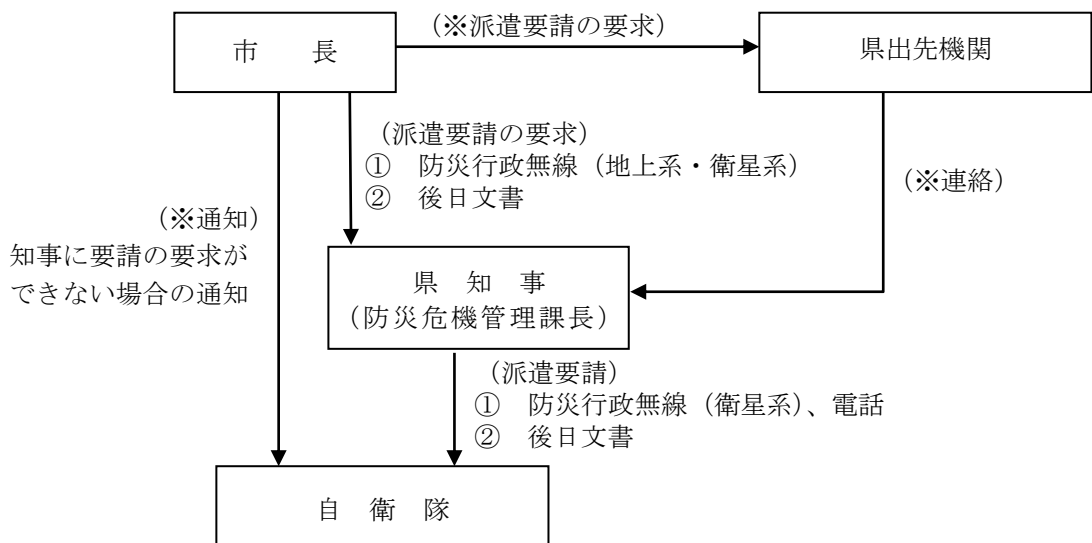 市　長
（※派遣要請の要求）
県出先機関
（派遣要請の要求）
①　防災行政無線（地上系・衛星系）
②　後日文書
（※連絡）
（※通知）
知事に要請の要求が
できない場合の通知
県　知　事
（防災危機管理課長）
（派遣要請）
①　防災行政無線（衛星系）、電話
②　後日文書
自　衛　隊